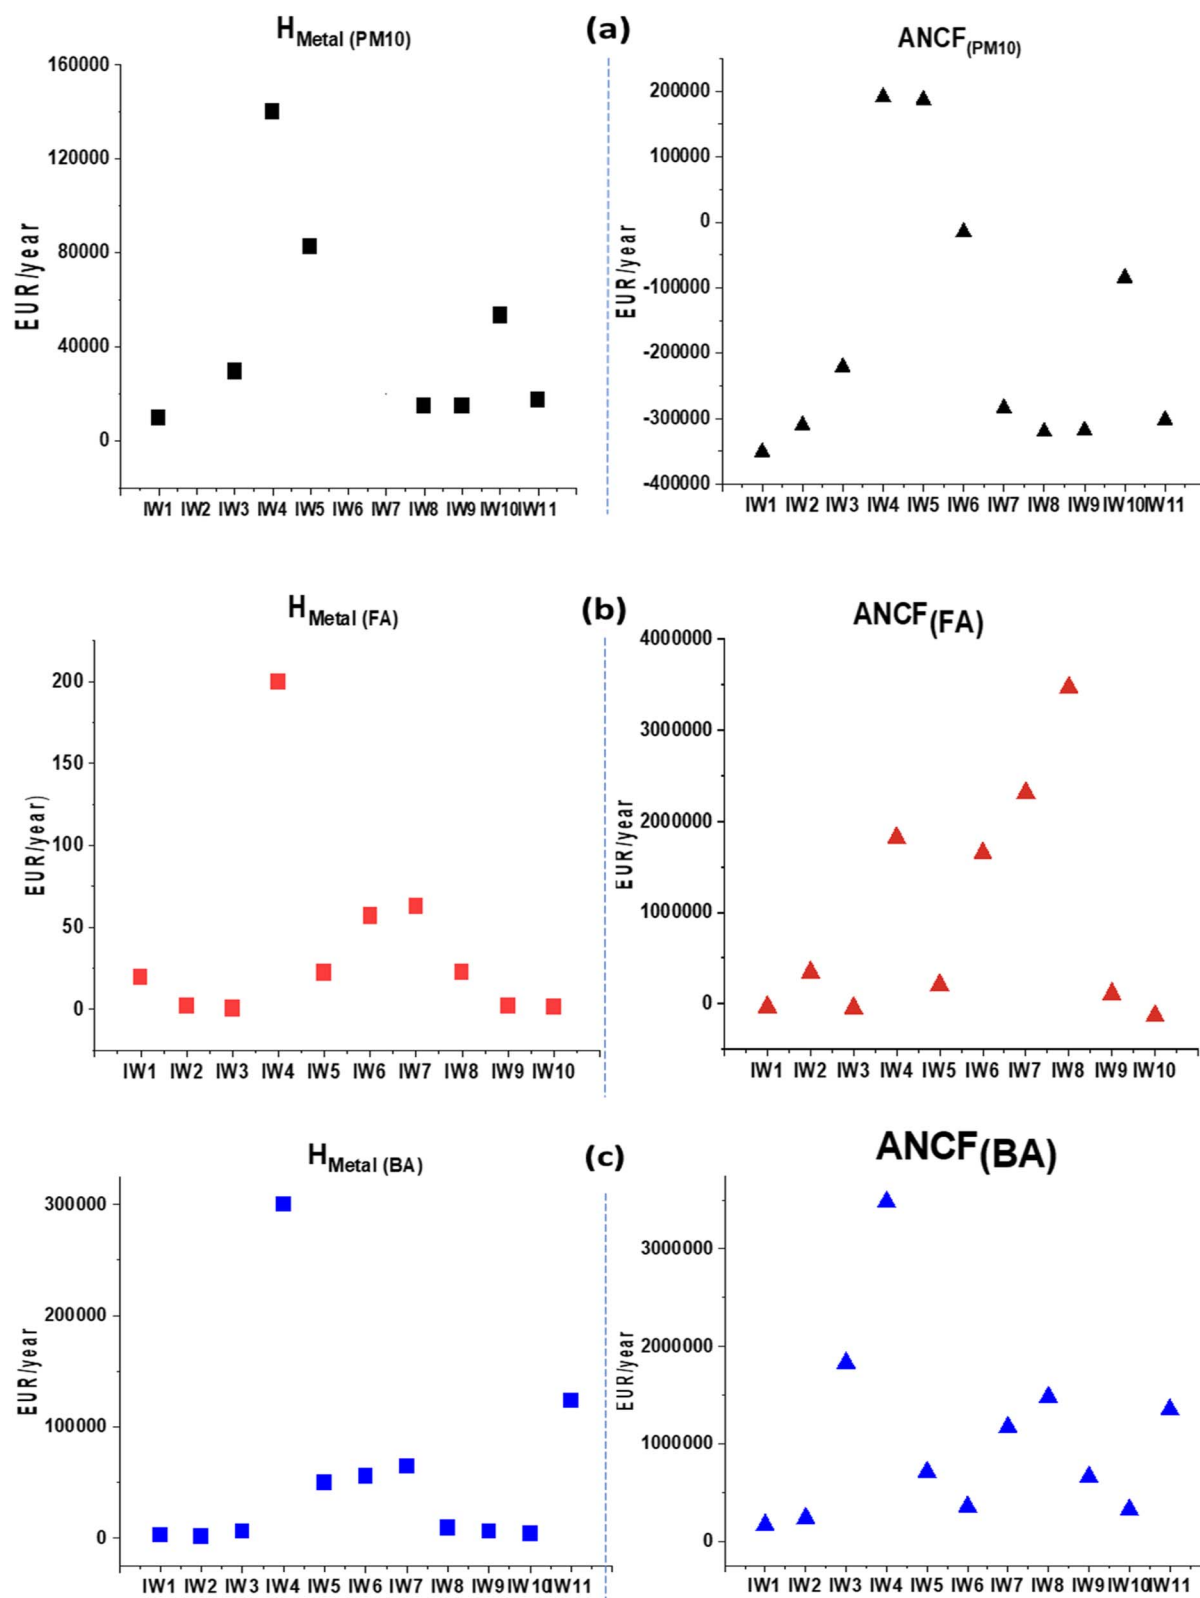 H Metal (PM10)
(a)
ANCF (PM10)
EUR/year
160000
120000
80000
40000
0
IW1 IW2 IW3 IW4 IW5 IW6 IW7 IW8 IW9 IW10 IW11
EUR/year
200000
100000
0
-100000
-200000
-300000
-400000
IW1 IW2 IW3 IW4 IW5 IW6 IW7 IW8 IW9 IW10 IW11
H Metal (FA)
(b)
ANCF (FA)
EUR/year)
200
150
100
50
0
IW1 IW2 IW3 IW4 IW5 IW6 IW7 IW8 IW9 IW10
EUR/year
4000000
3000000
2000000
1000000
0
IW1 IW2 IW3 IW4 IW5 IW6 IW7 IW8 IW9 IW10
H Metal (BA)
(c)
ANCF (BA)
EUR/year
300000
200000
100000
0
IW1 IW2 IW3 IW4 IW5 IW6 IW7 IW8 IW9 IW10 IW11
EUR/year
3000000
2000000
1000000
0
IW1 IW2 IW3 IW4 IW5 IW6 IW7 IW8 IW9 IW10 IW11